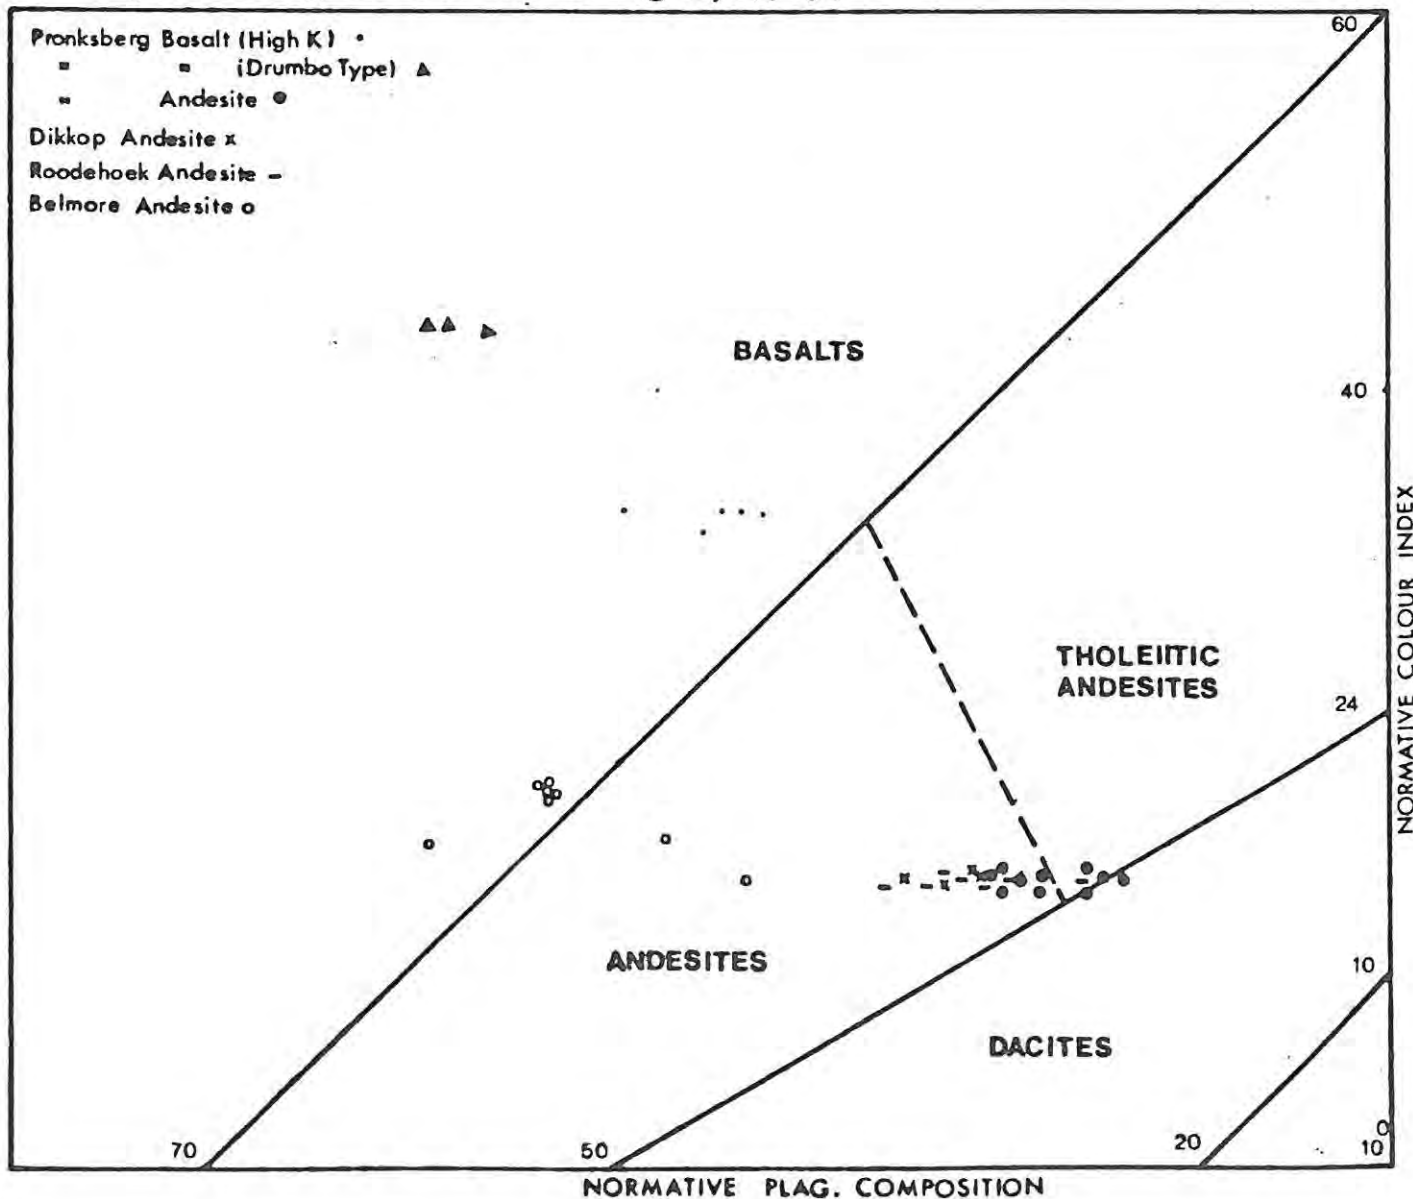 Pronksberg Basalt (High K) •
" " (Drumbo Type) ▲
" Andesite ●
Dikkop Andesite x
Roodehoek Andesite –
Belmore Andesite o
60
BASALTS
40
THOLEIITIC
ANDESITES
24
NORMATIVE COLOUR INDEX
ANDESITES
10
DACITES
70
50
20
0
10
NORMATIVE PLAG. COMPOSITION